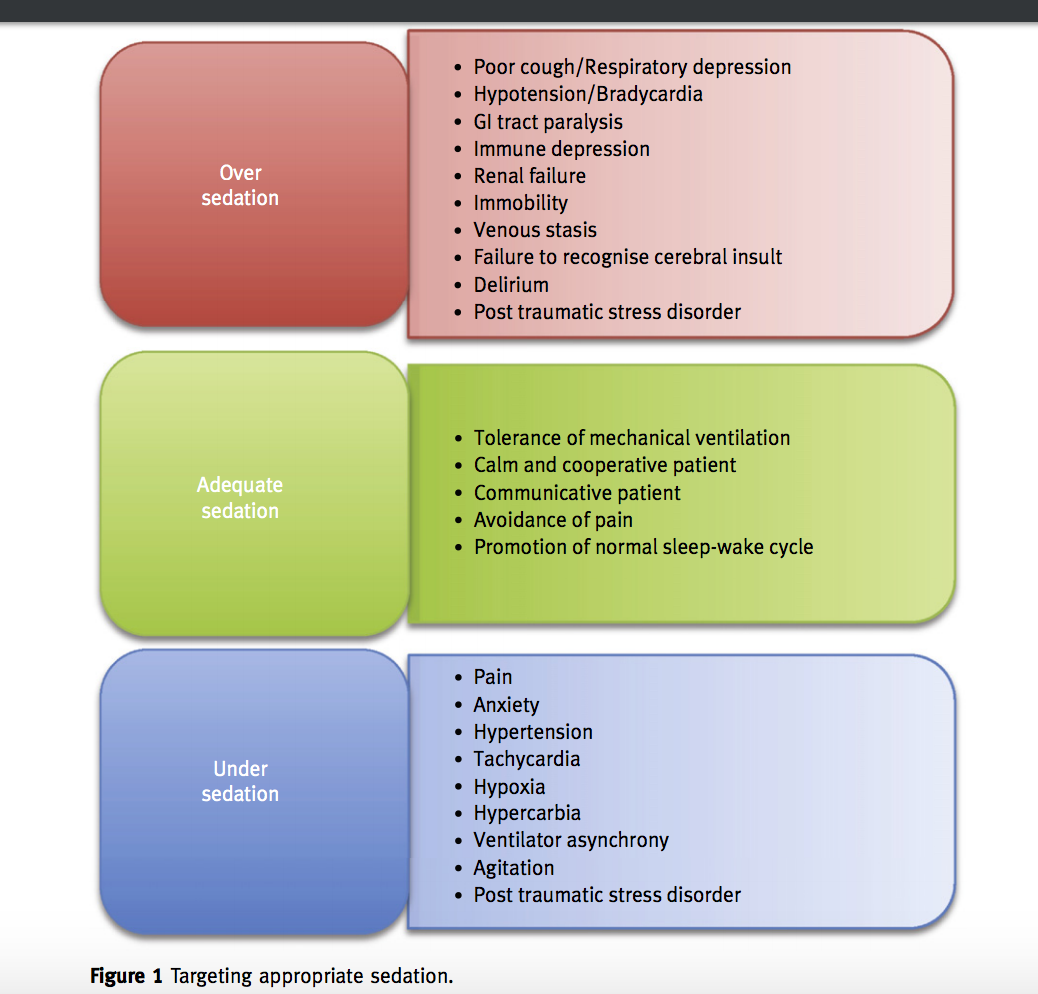 Over
sedation
• Poor cough/Respiratory depression
• Hypotension/Bradycardia
• GI tract paralysis
• Immune depression
• Renal failure
• Immobility
• Venous stasis
• Failure to recognise cerebral insult
• Delirium
• Post traumatic stress disorder
Adequate
sedation
• Tolerance of mechanical ventilation
• Calm and cooperative patient
• Communicative patient
• Avoidance of pain
• Promotion of normal sleep-wake cycle
Under
sedation
• Pain
• Anxiety
• Hypertension
• Tachycardia
• Hypoxia
• Hypercarbia
• Ventilator asynchrony
• Agitation
• Post traumatic stress disorder
Figure 1 Targeting appropriate sedation.